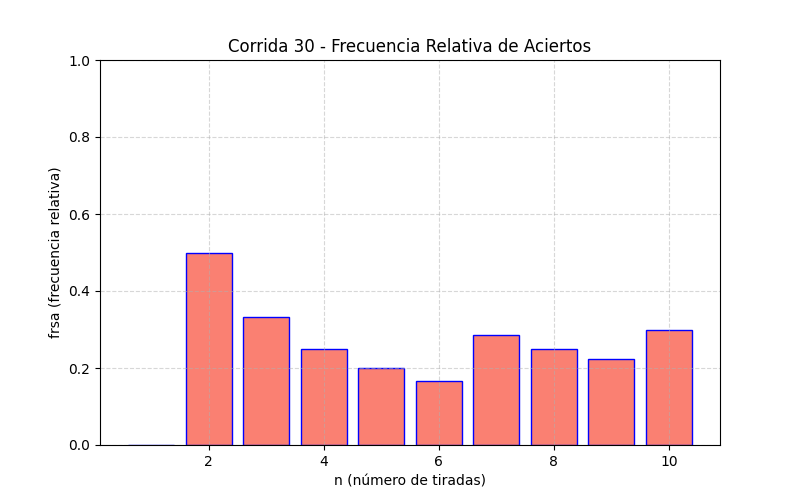 Corrida 30 - Frecuencia Relativa de Aciertos
frsa (frecuencia relativa)
1.0
0.8
0.6
0.4
0.2
0.0
2 4 6 8 10
n (número de tiradas)